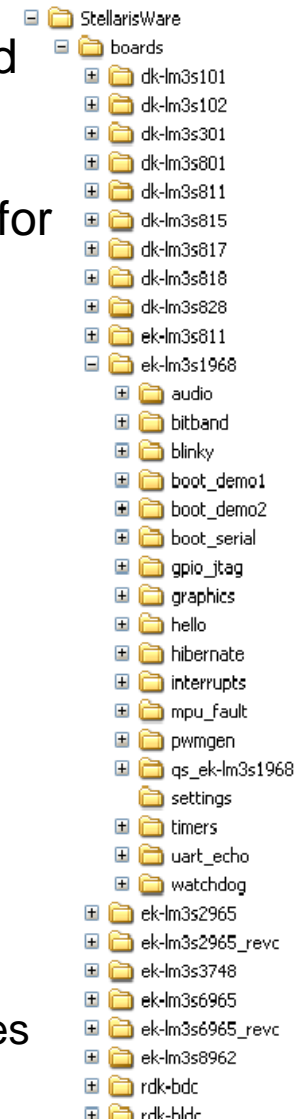 StellarisWare
d
boards
dk-lm3s101
dk-lm3s102
dk-lm3s301
dk-lm3s801
for
dk-lm3s811
dk-lm3s815
dk-lm3s817
dk-lm3s818
dk-lm3s828
ek-lm3s811
ek-lm3s1968
audio
bitband
blinky
boot_demo1
boot_demo2
boot_serial
gpio_jtag
graphics
hello
hibernate
interrupts
mpu_fault
pwmgen
qs_ek-lm3s1968
settings
timers
uart_echo
watchdog
ek-lm3s2965
ek-lm3s2965_revc
ek-lm3s3748
es
ek-lm3s6965
ek-lm3s6965_revc
ek-lm3s8962
rdk-bdc
rdk-bldc